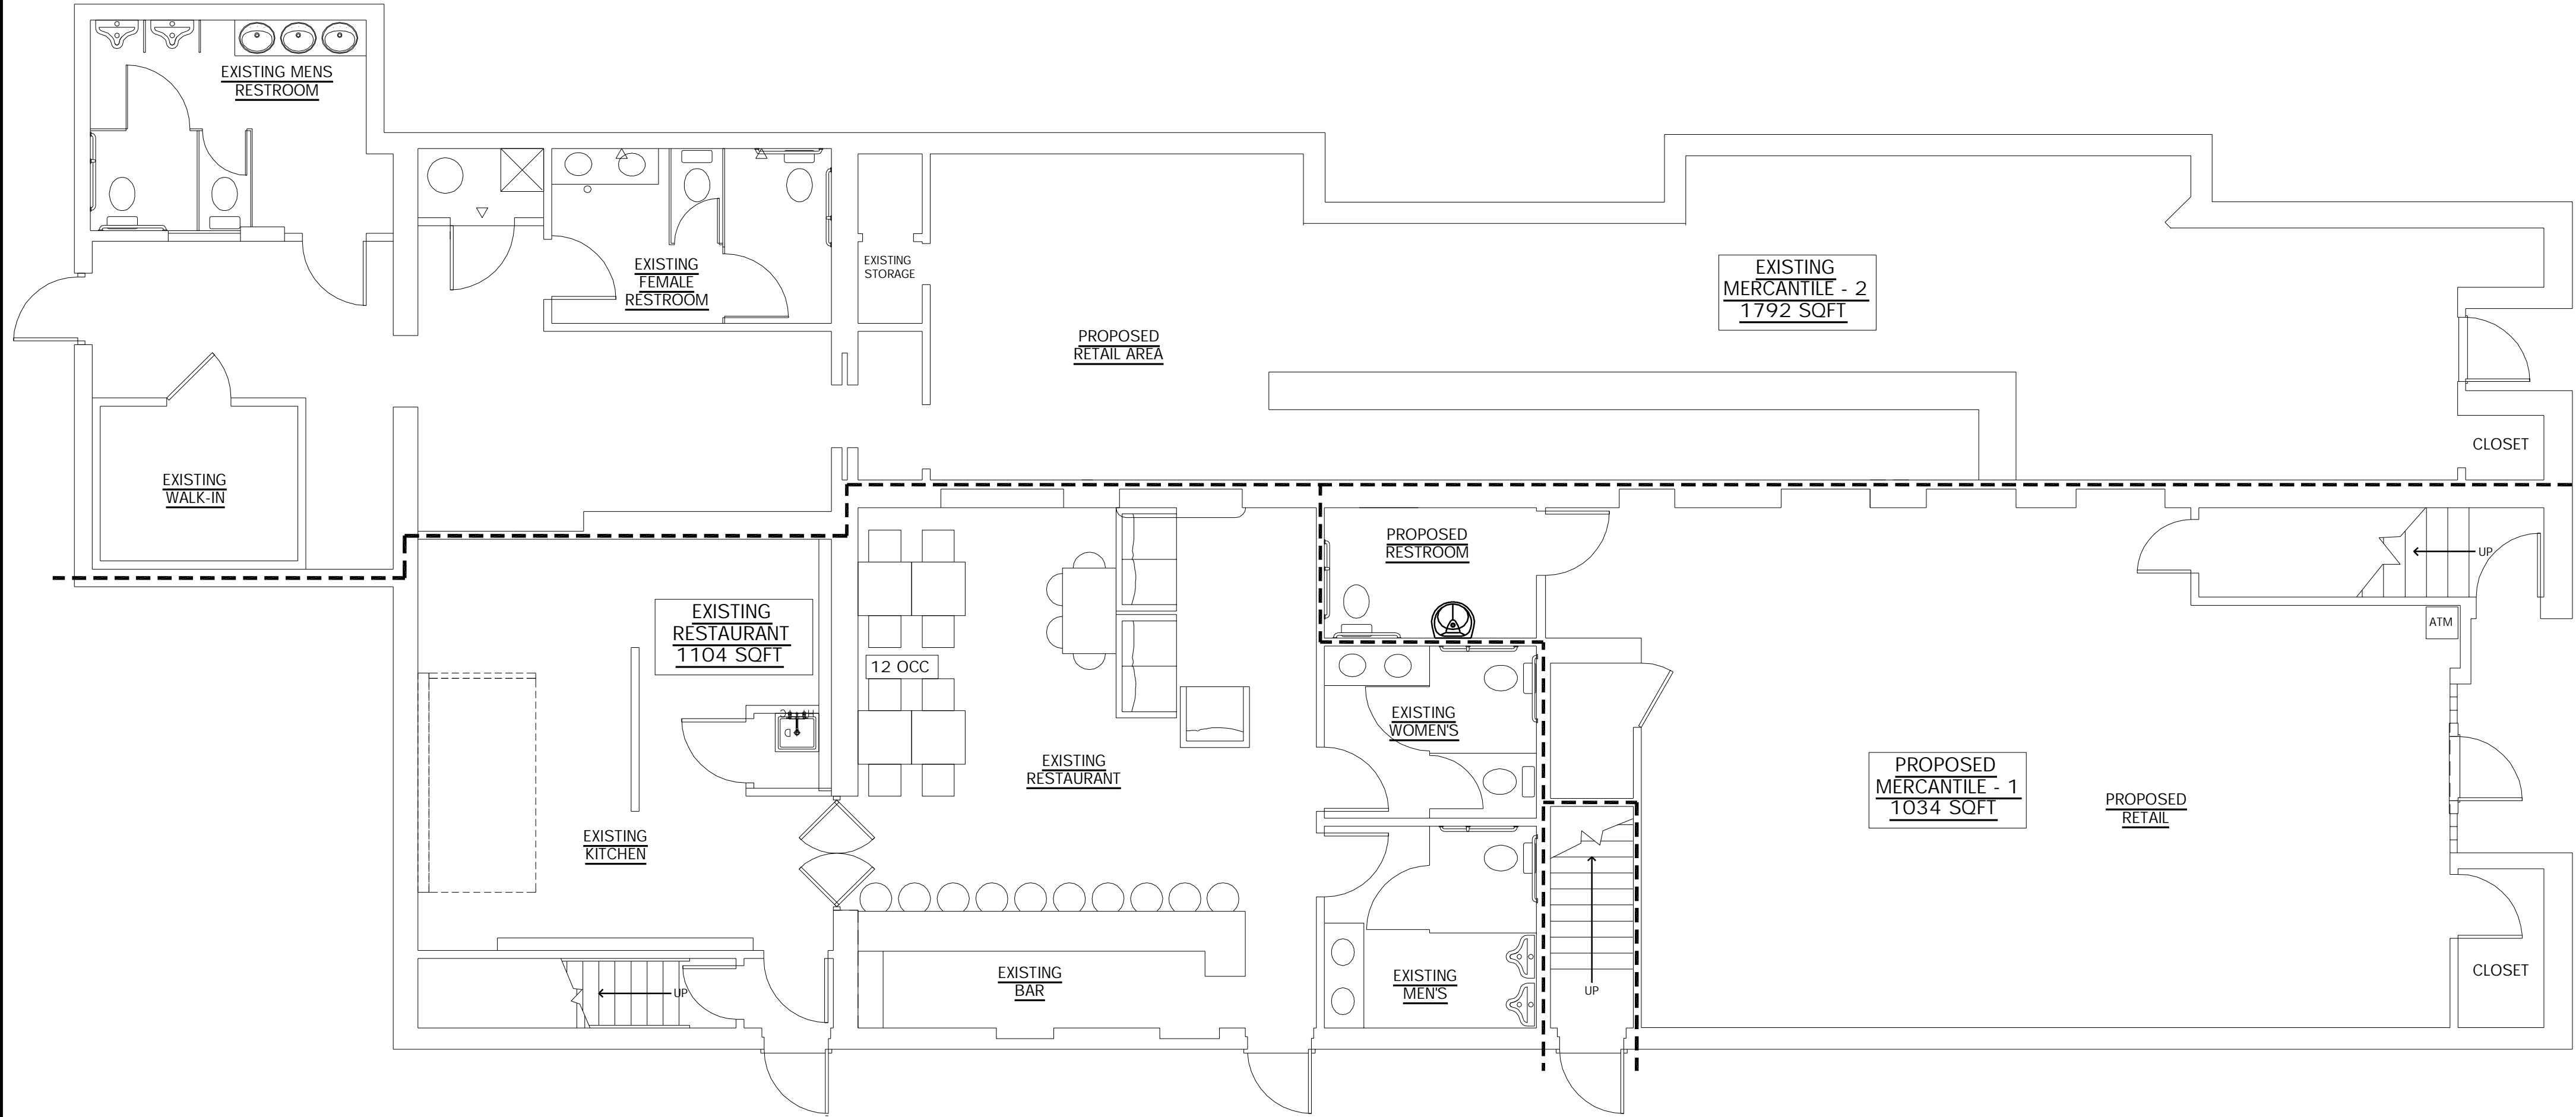 EXISTING MENS
RESTROOM
EXISTING
FEMALE
RESTROOM
EXISTING
STORAGE
EXISTING
MERCANTILE - 2
1792 SQFT
PROPOSED
RETAIL AREA
CLOSET
EXISTING
WALK-IN
PROPOSED
RESTROOM
UP
EXISTING
RESTAURANT
1104 SQFT
12 OCC
ATM
EXISTING
WOMEN'S
EXISTING
RESTAURANT
PROPOSED
MERCANTILE - 1
1034 SQFT
PROPOSED
RETAIL
EXISTING
KITCHEN
EXISTING
BAR
EXISTING
MEN'S
CLOSET
UP
UP